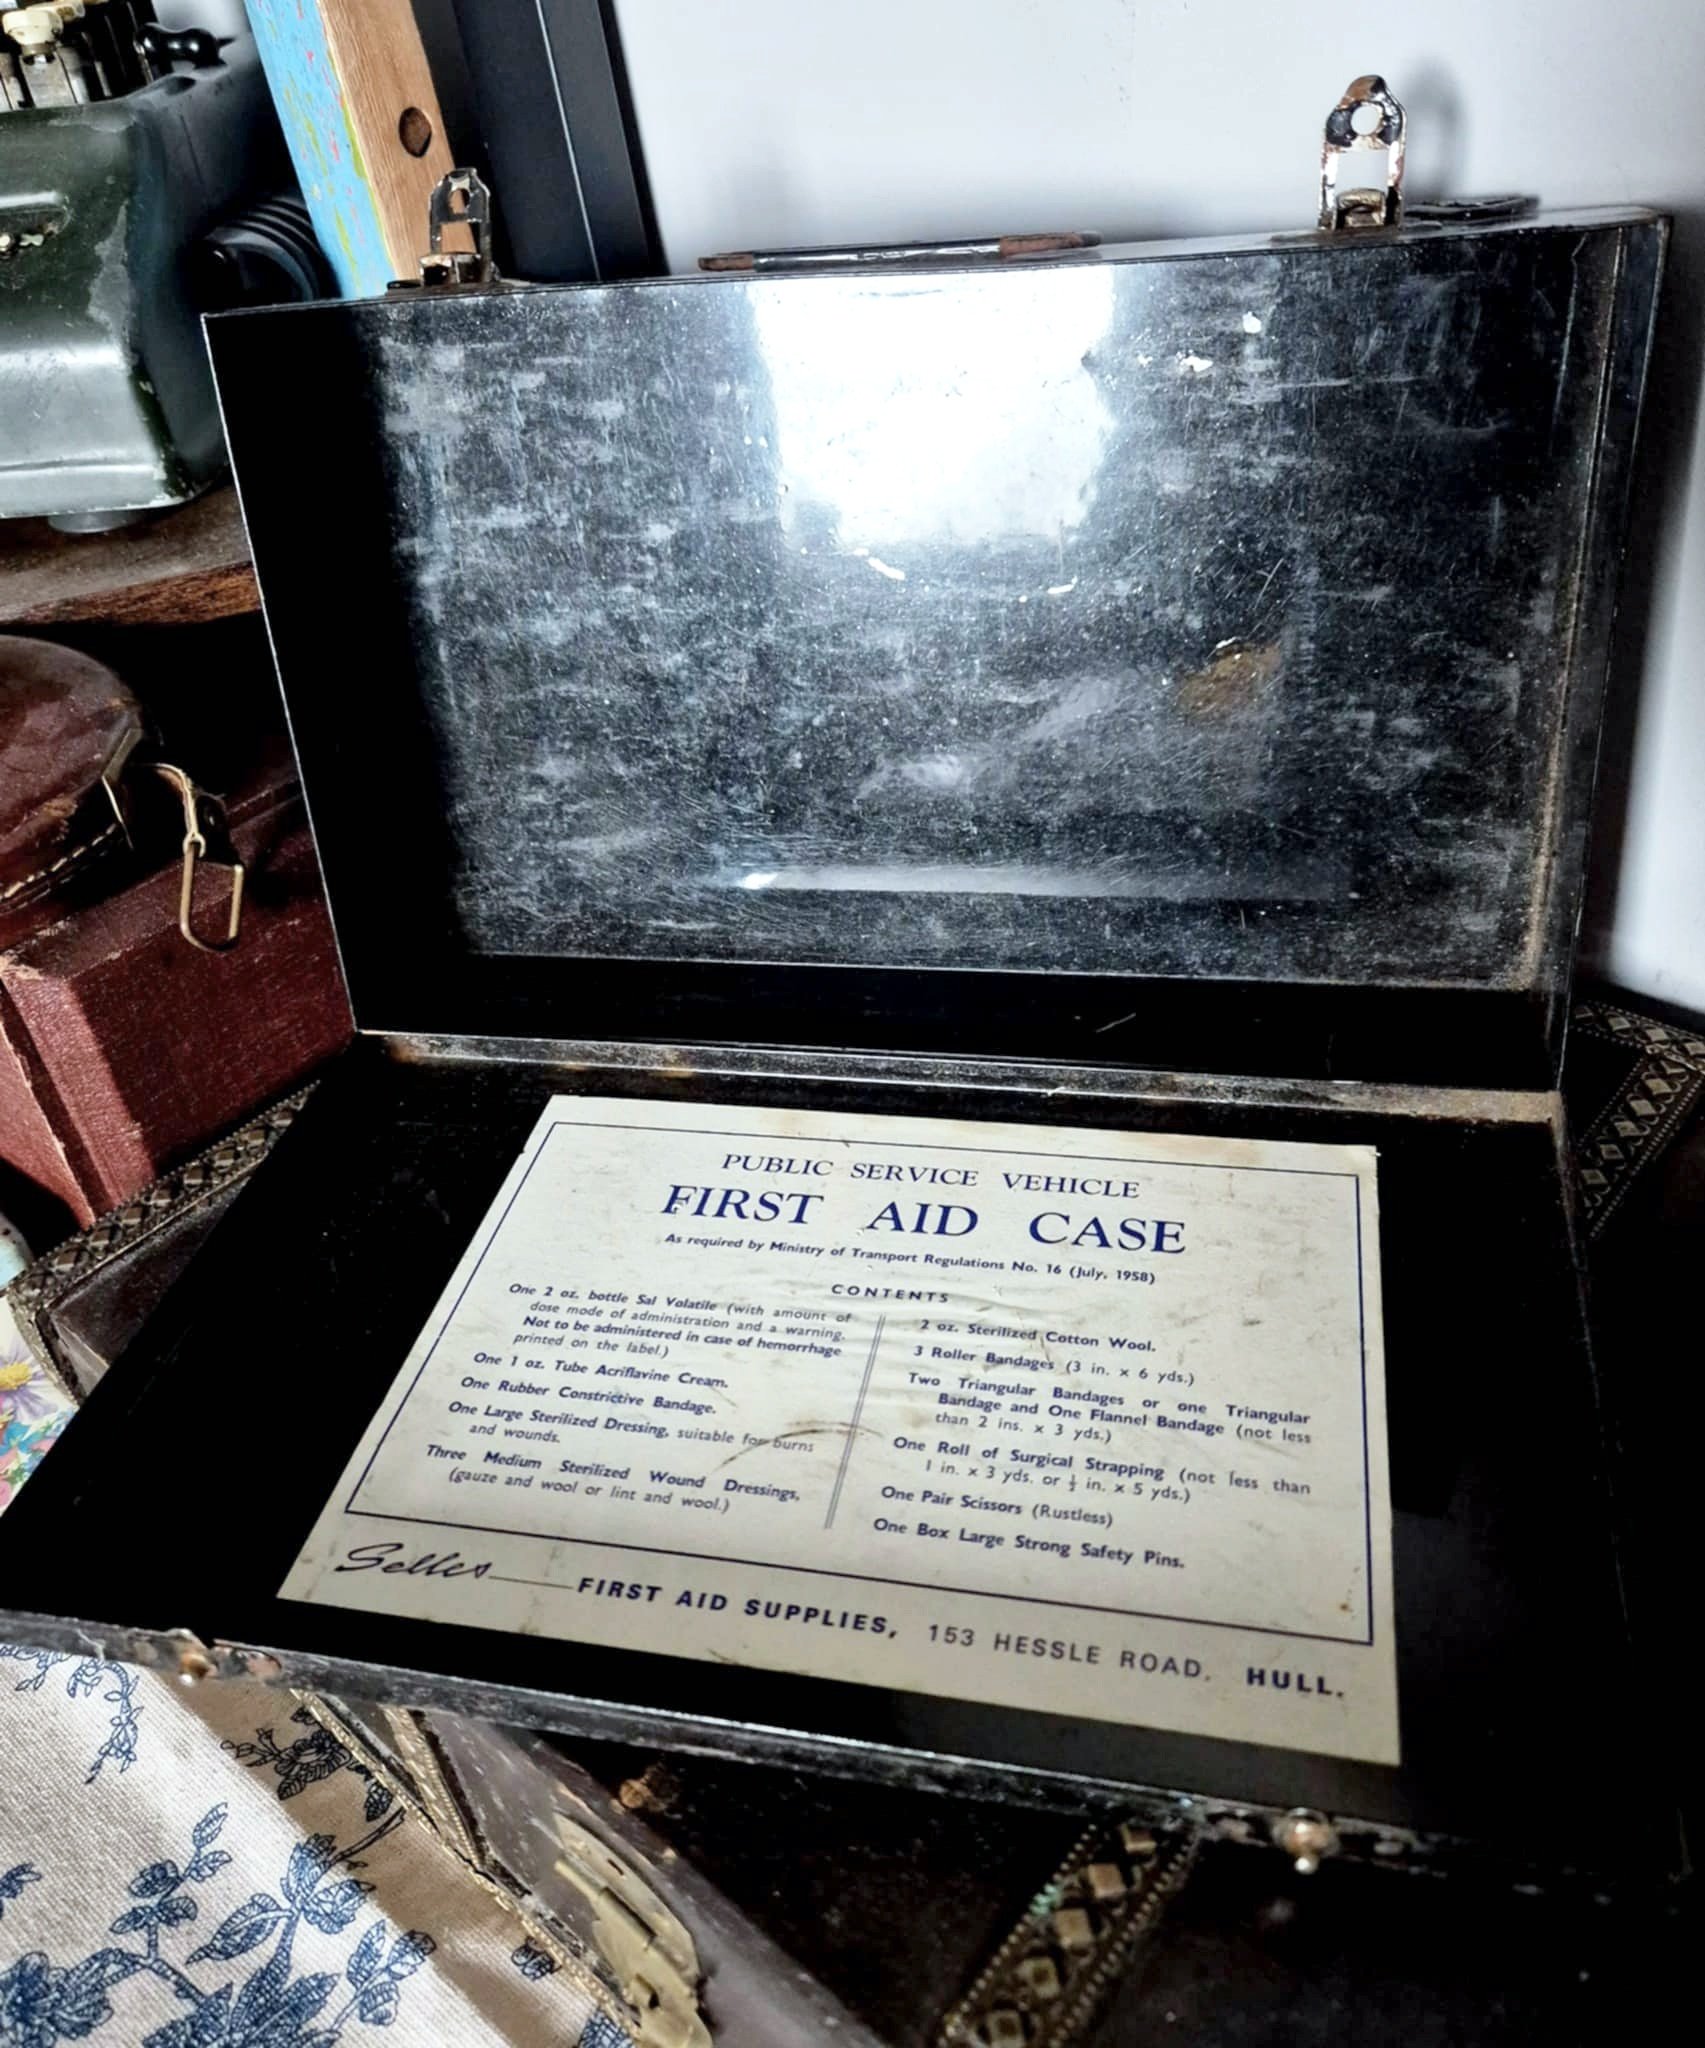 PUBLIC SERVICE VEHICLE
FIRST AID CASE
As required by Ministry of Transport Regulations No. 16 (July, 1958)
CONTENTS
One 2 oz. bottle Sal Volatile (with amount of
dose mode of administration and a warning.
Not to be administered in case of hemorrhage
printed on the label.)
One 1 oz. Tube Acriflavine Cream.
One Rubber Constrictive Bandage.
One Large Sterilized Dressing, suitable for burns
and wounds.
Three Medium Sterilized Wound Dressings,
(gauze and wool or lint and wool.)
2 oz. Sterilized Cotton Wool.
3 Roller Bandages (3 in. x 6 yds.)
Two Triangular Bandages or one Triangular
Bandage and One Flannel Bandage (not less
than 2 ins. x 3 yds.)
One Roll of Surgical Strapping (not less than
1 in. x 3 yds. or ½ in. x 5 yds.)
One Pair Scissors (Rustless)
One Box Large Strong Safety Pins.
Selles FIRST AID SUPPLIES, 153 HESSLE ROAD. HULL.